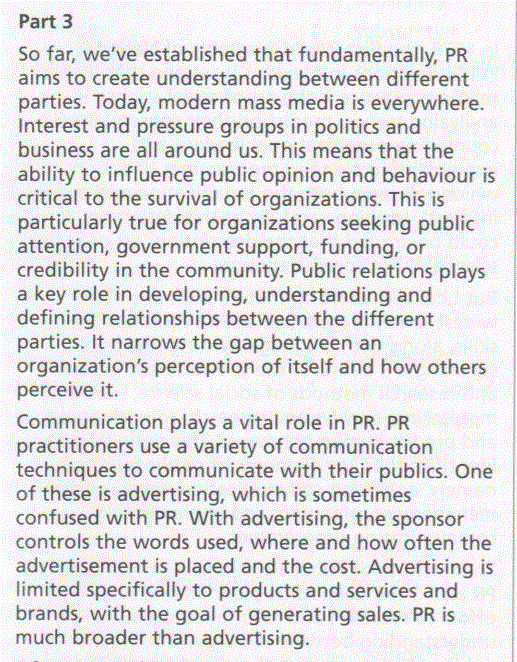 Part 3
So far, we've established that fundamentally, PR
aims to create understanding between different
parties. Today, modern mass media is everywhere.
Interest and pressure groups in politics and
business are all around us. This means that the
ability to influence public opinion and behaviour is
critical to the survival of organizations. This is
particularly true for organizations seeking public
attention, government support, funding, or
credibility in the community. Public relations plays
a key role in developing, understanding and
defining relationships between the different
parties. It narrows the gap between an
organization's perception of itself and how others
perceive it.
Communication plays a vital role in PR. PR
practitioners use a variety of communication
techniques to communicate with their publics. One
of these is advertising, which is sometimes
confused with PR. With advertising, the sponsor
controls the words used, where and how often the
advertisement is placed and the cost. Advertising is
limited specifically to products and services and
brands, with the goal of generating sales. PR is
much broader than advertising.